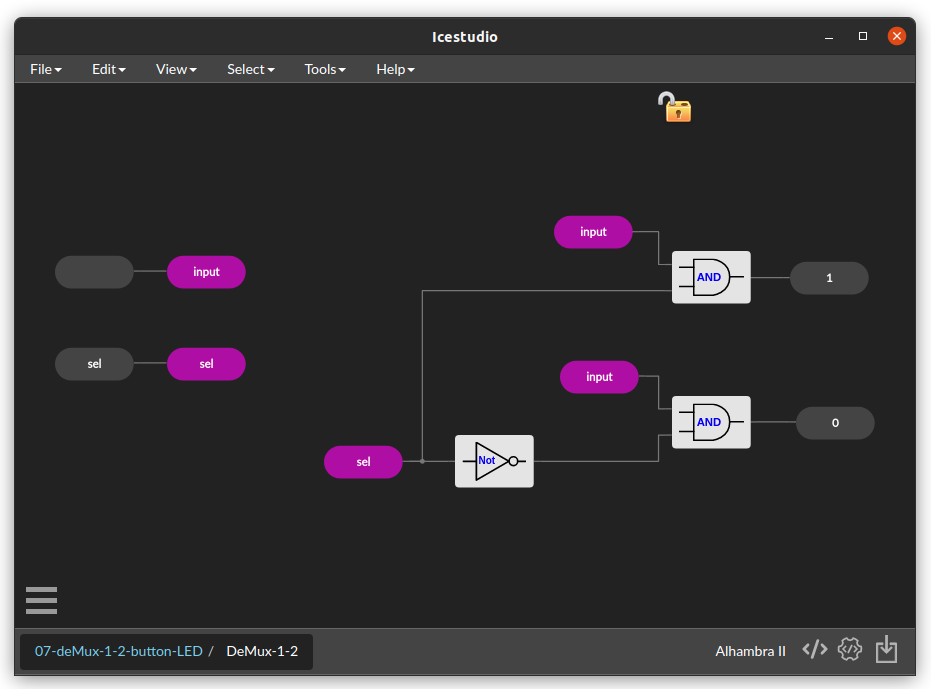 Icestudio
File Edit View Select Tools Help
input
input
AND
1
sel
sel
input
AND
0
sel
Not
07-deMux-1-2-button-LED / DeMux-1-2
Alhambra II